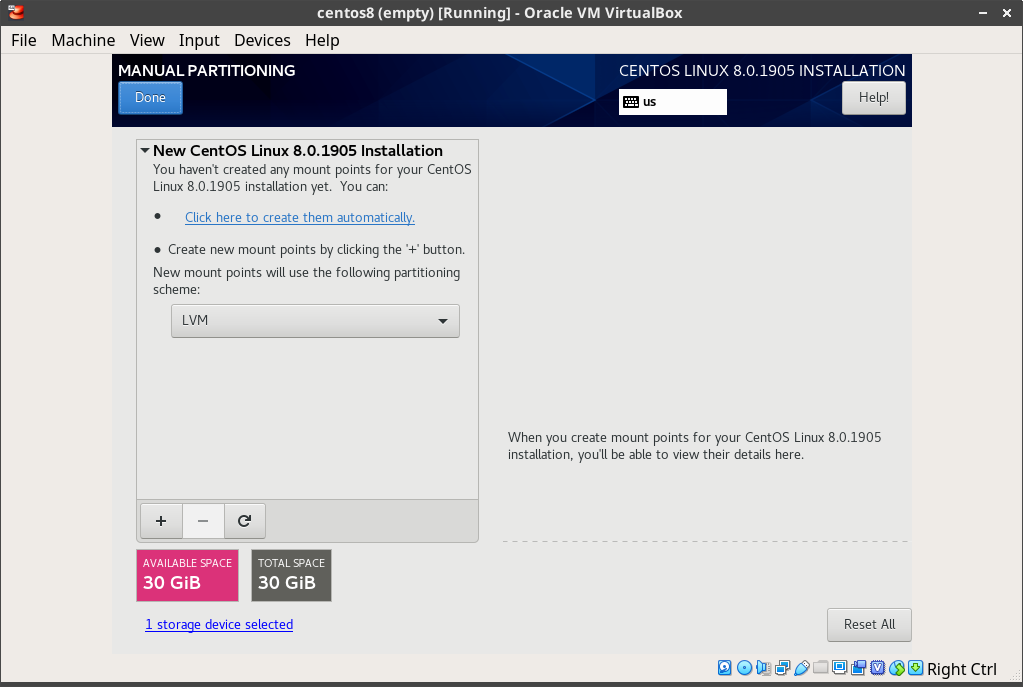 centos8 (empty) [Running] - Oracle VM VirtualBox
File Machine View Input Devices Help
MANUAL PARTITIONING
CENTOS LINUX 8.0.1905 INSTALLATION
Done
us
Help!
New CentOS Linux 8.0.1905 Installation
You haven't created any mount points for your CentOS
Linux 8.0.1905 installation yet. You can:
• Click here to create them automatically.
• Create new mount points by clicking the '+' button.
New mount points will use the following partitioning
scheme:
LVM
When you create mount points for your CentOS Linux 8.0.1905
installation, you'll be able to view their details here.
+ −
AVAILABLE SPACE
30 GiB
TOTAL SPACE
30 GiB
1 storage device selected
Reset All
Right Ctrl